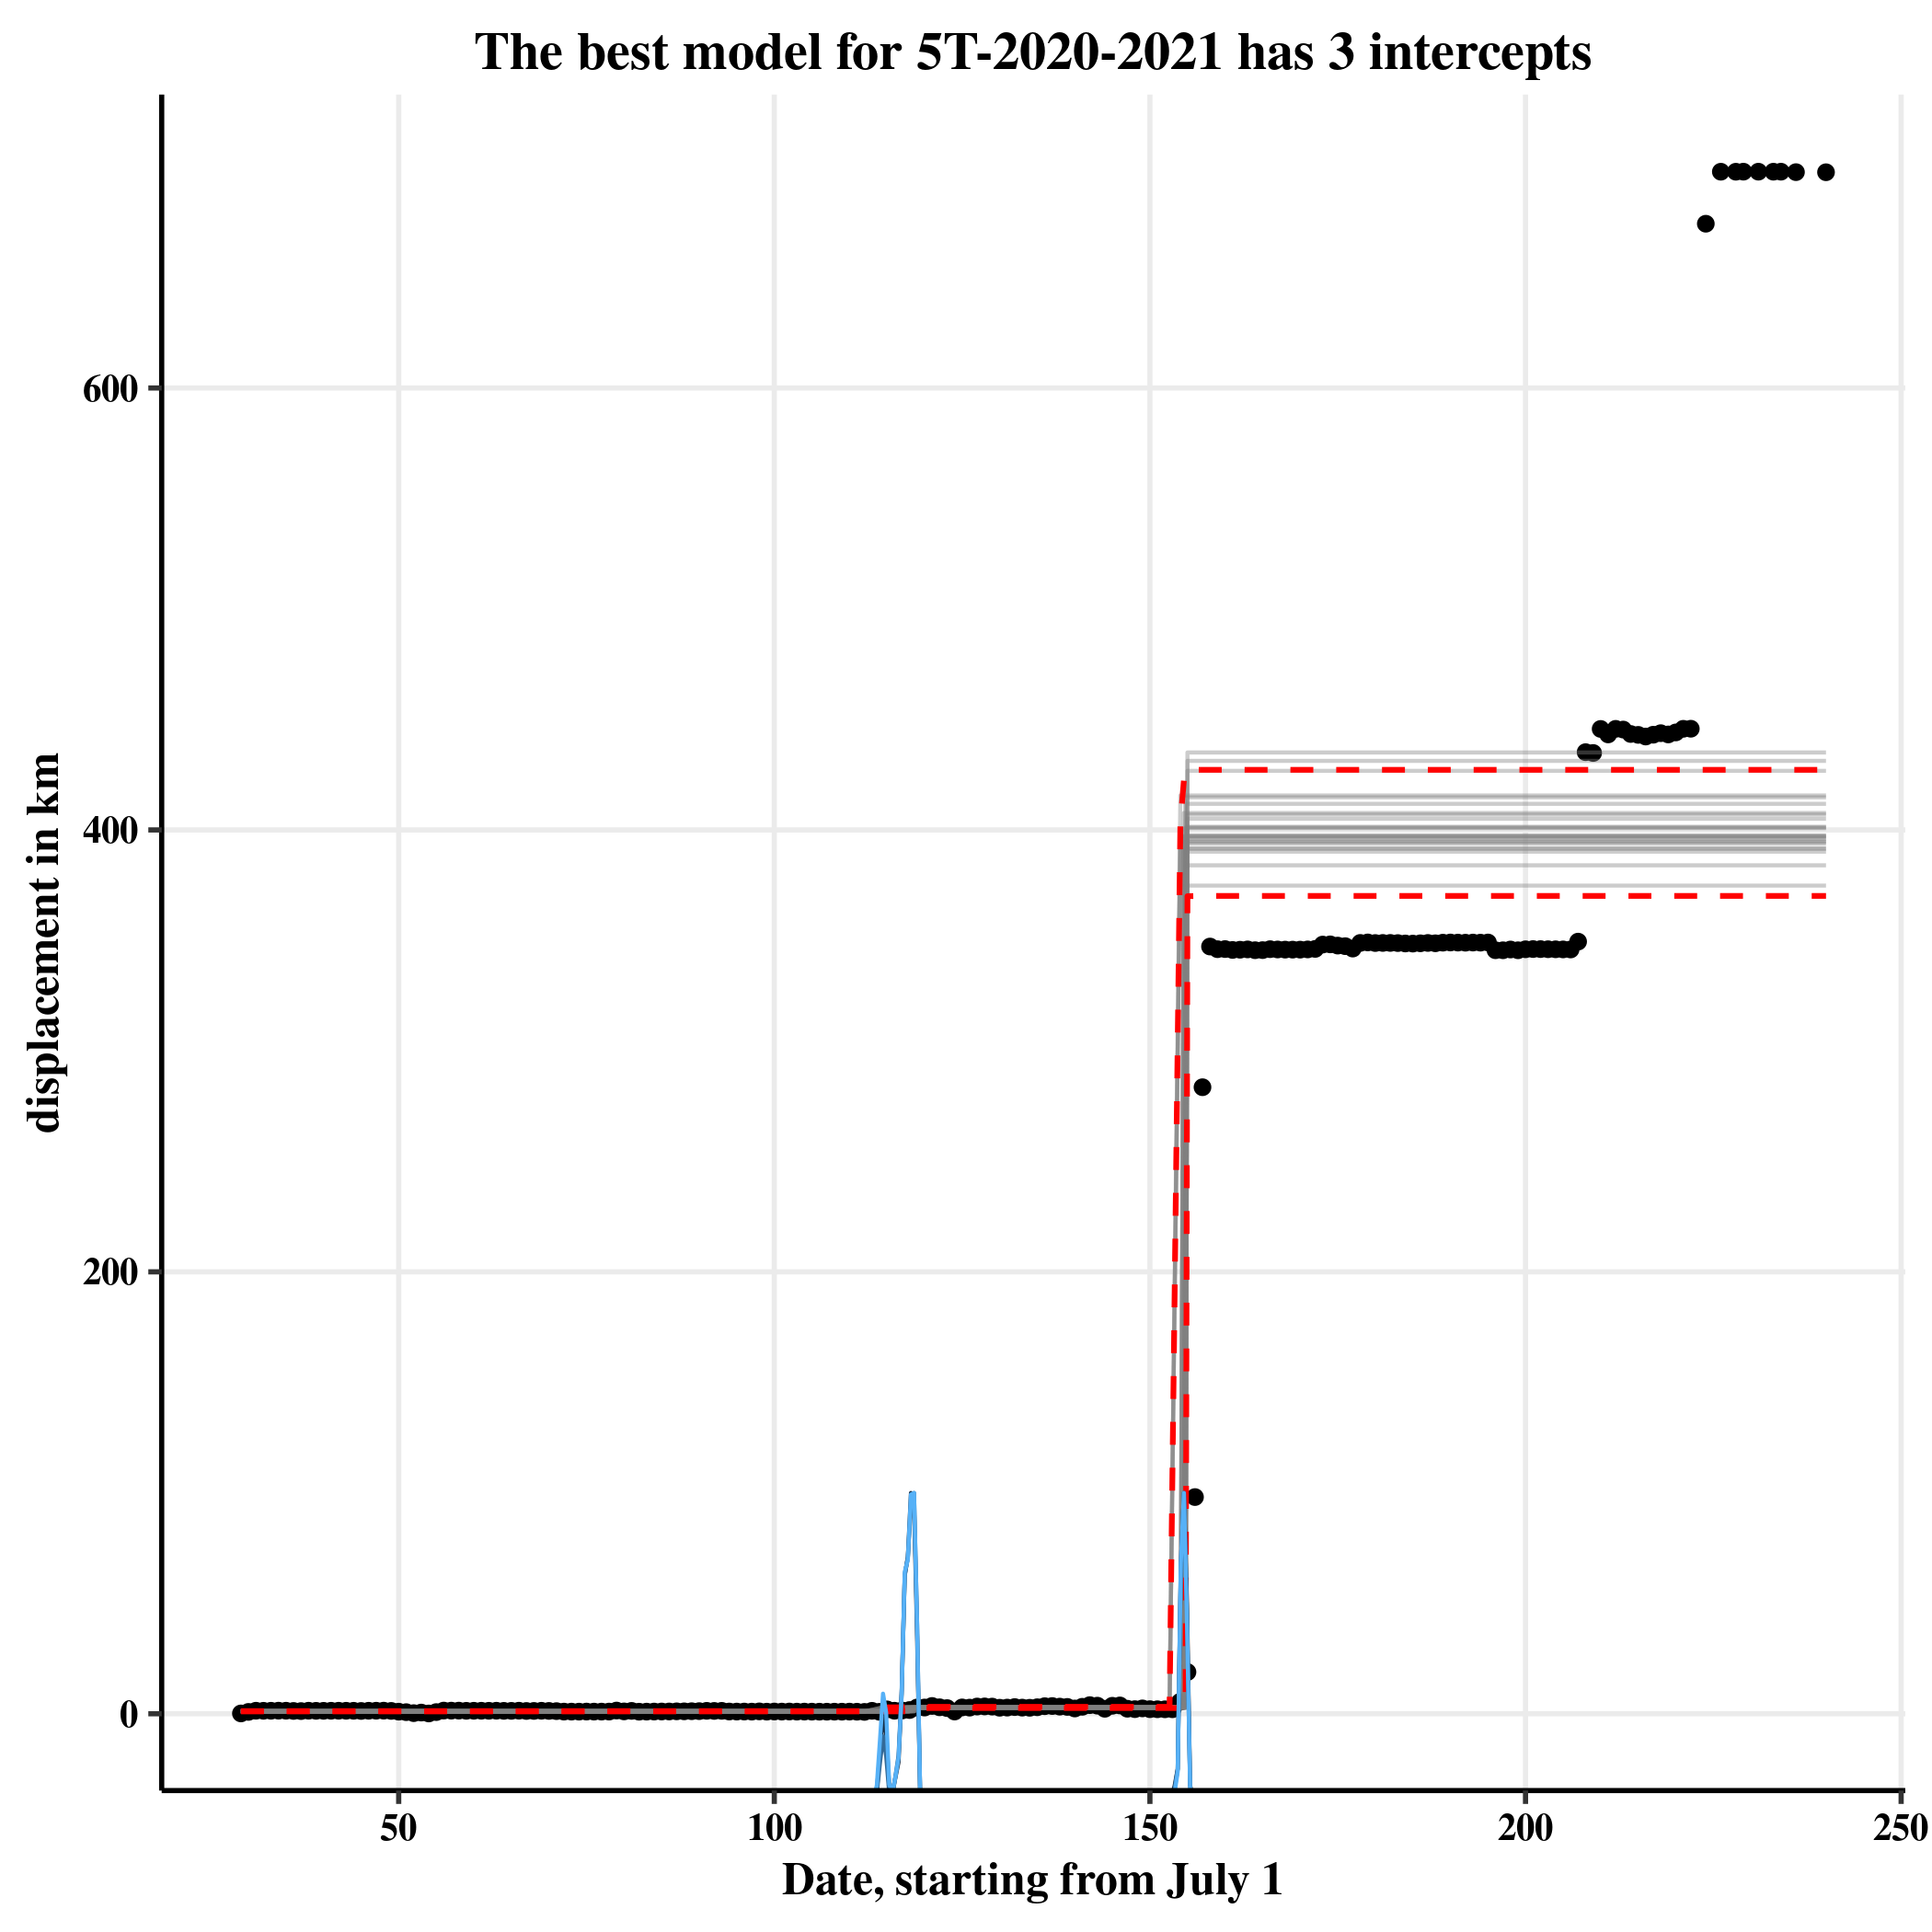 The best model for 5T-2020-2021 has 3 intercepts
displacement in km
600
400
200
0
50 100 150 200 250
Date, starting from July 1